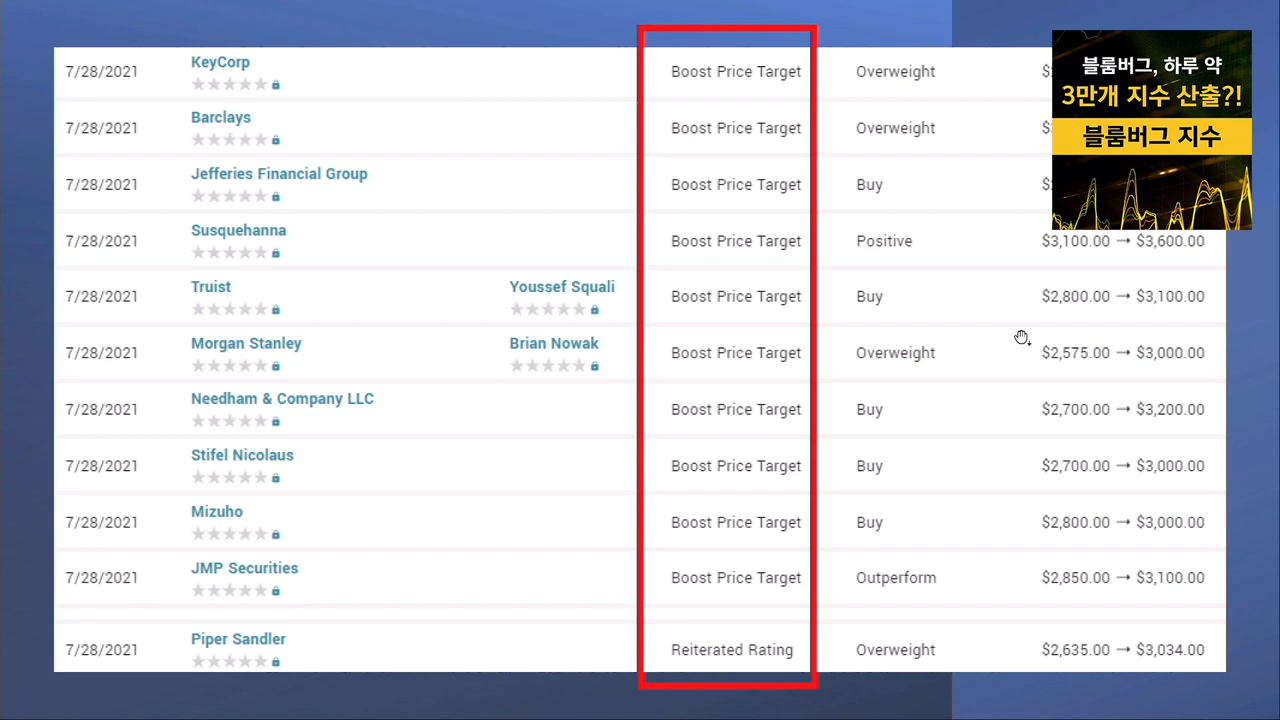 블룸버그, 하루 약
3만개 지수 산출?!
블룸버그 지수
7/28/2021 KeyCorp Boost Price Target Overweight
7/28/2021 Barclays Boost Price Target Overweight
7/28/2021 Jefferies Financial Group Boost Price Target Buy
7/28/2021 Susquehanna Boost Price Target Positive $3,100.00 → $3,600.00
7/28/2021 Truist Youssef Squali Boost Price Target Buy $2,800.00 → $3,100.00
7/28/2021 Morgan Stanley Brian Nowak Boost Price Target Overweight $2,575.00 → $3,000.00
7/28/2021 Needham & Company LLC Boost Price Target Buy $2,700.00 → $3,200.00
7/28/2021 Stifel Nicolaus Boost Price Target Buy $2,700.00 → $3,000.00
7/28/2021 Mizuho Boost Price Target Buy $2,800.00 → $3,000.00
7/28/2021 JMP Securities Boost Price Target Outperform $2,850.00 → $3,100.00
7/28/2021 Piper Sandler Reiterated Rating Overweight $2,635.00 → $3,034.00